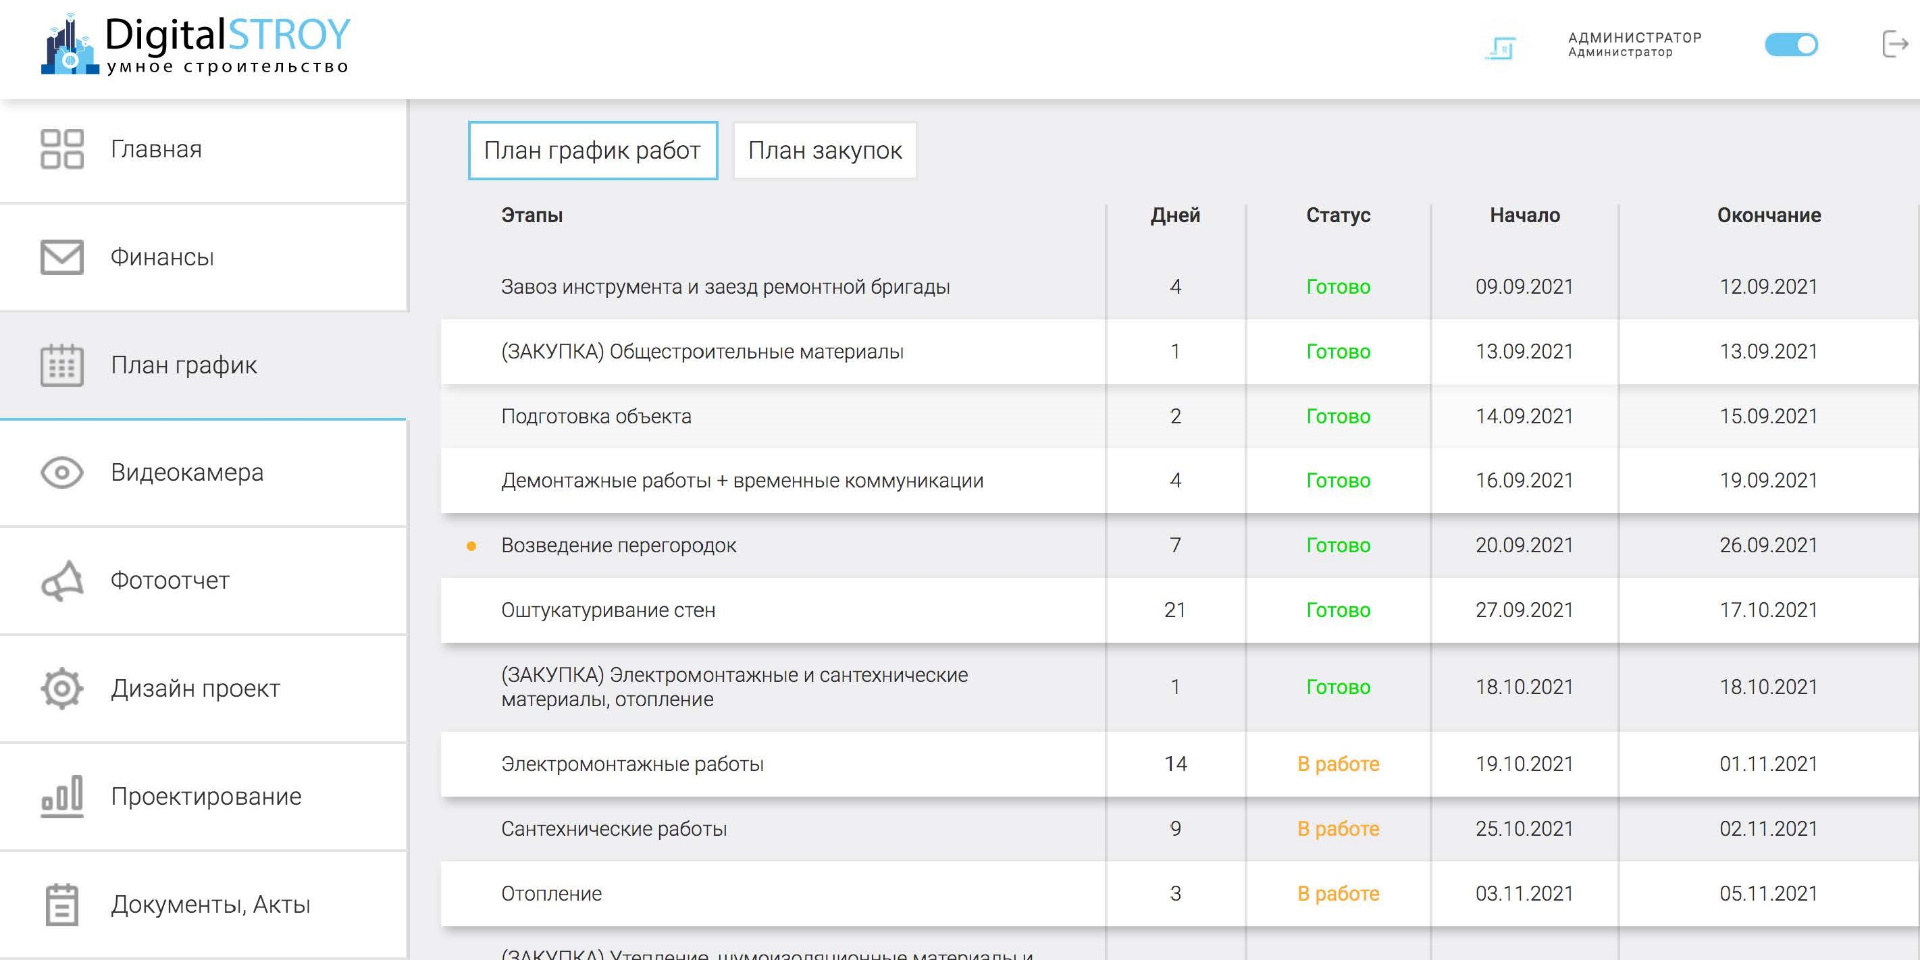 DigitalSTROY
умное строительство
АДМИНИСТРАТОР
Администратор
Главная
Финансы
План график
Видеокамера
Фотоотчет
Дизайн проект
Проектирование
Документы, Акты
План график работ План закупок
Этапы Дней Статус Начало Окончание
Завоз инструмента и заезд ремонтной бригады 4 Готово 09.09.2021 12.09.2021
(ЗАКУПКА) Общестроительные материалы 1 Готово 13.09.2021 13.09.2021
Подготовка объекта 2 Готово 14.09.2021 15.09.2021
Демонтажные работы + временные коммуникации 4 Готово 16.09.2021 19.09.2021
Возведение перегородок 7 Готово 20.09.2021 26.09.2021
Оштукатуривание стен 21 Готово 27.09.2021 17.10.2021
(ЗАКУПКА) Электромонтажные и сантехнические
материалы, отопление 1 Готово 18.10.2021 18.10.2021
Электромонтажные работы 14 В работе 19.10.2021 01.11.2021
Сантехнические работы 9 В работе 25.10.2021 02.11.2021
Отопление 3 В работе 03.11.2021 05.11.2021
(ЗАКУПКА) Утепление, шумоизоляционные материалы и